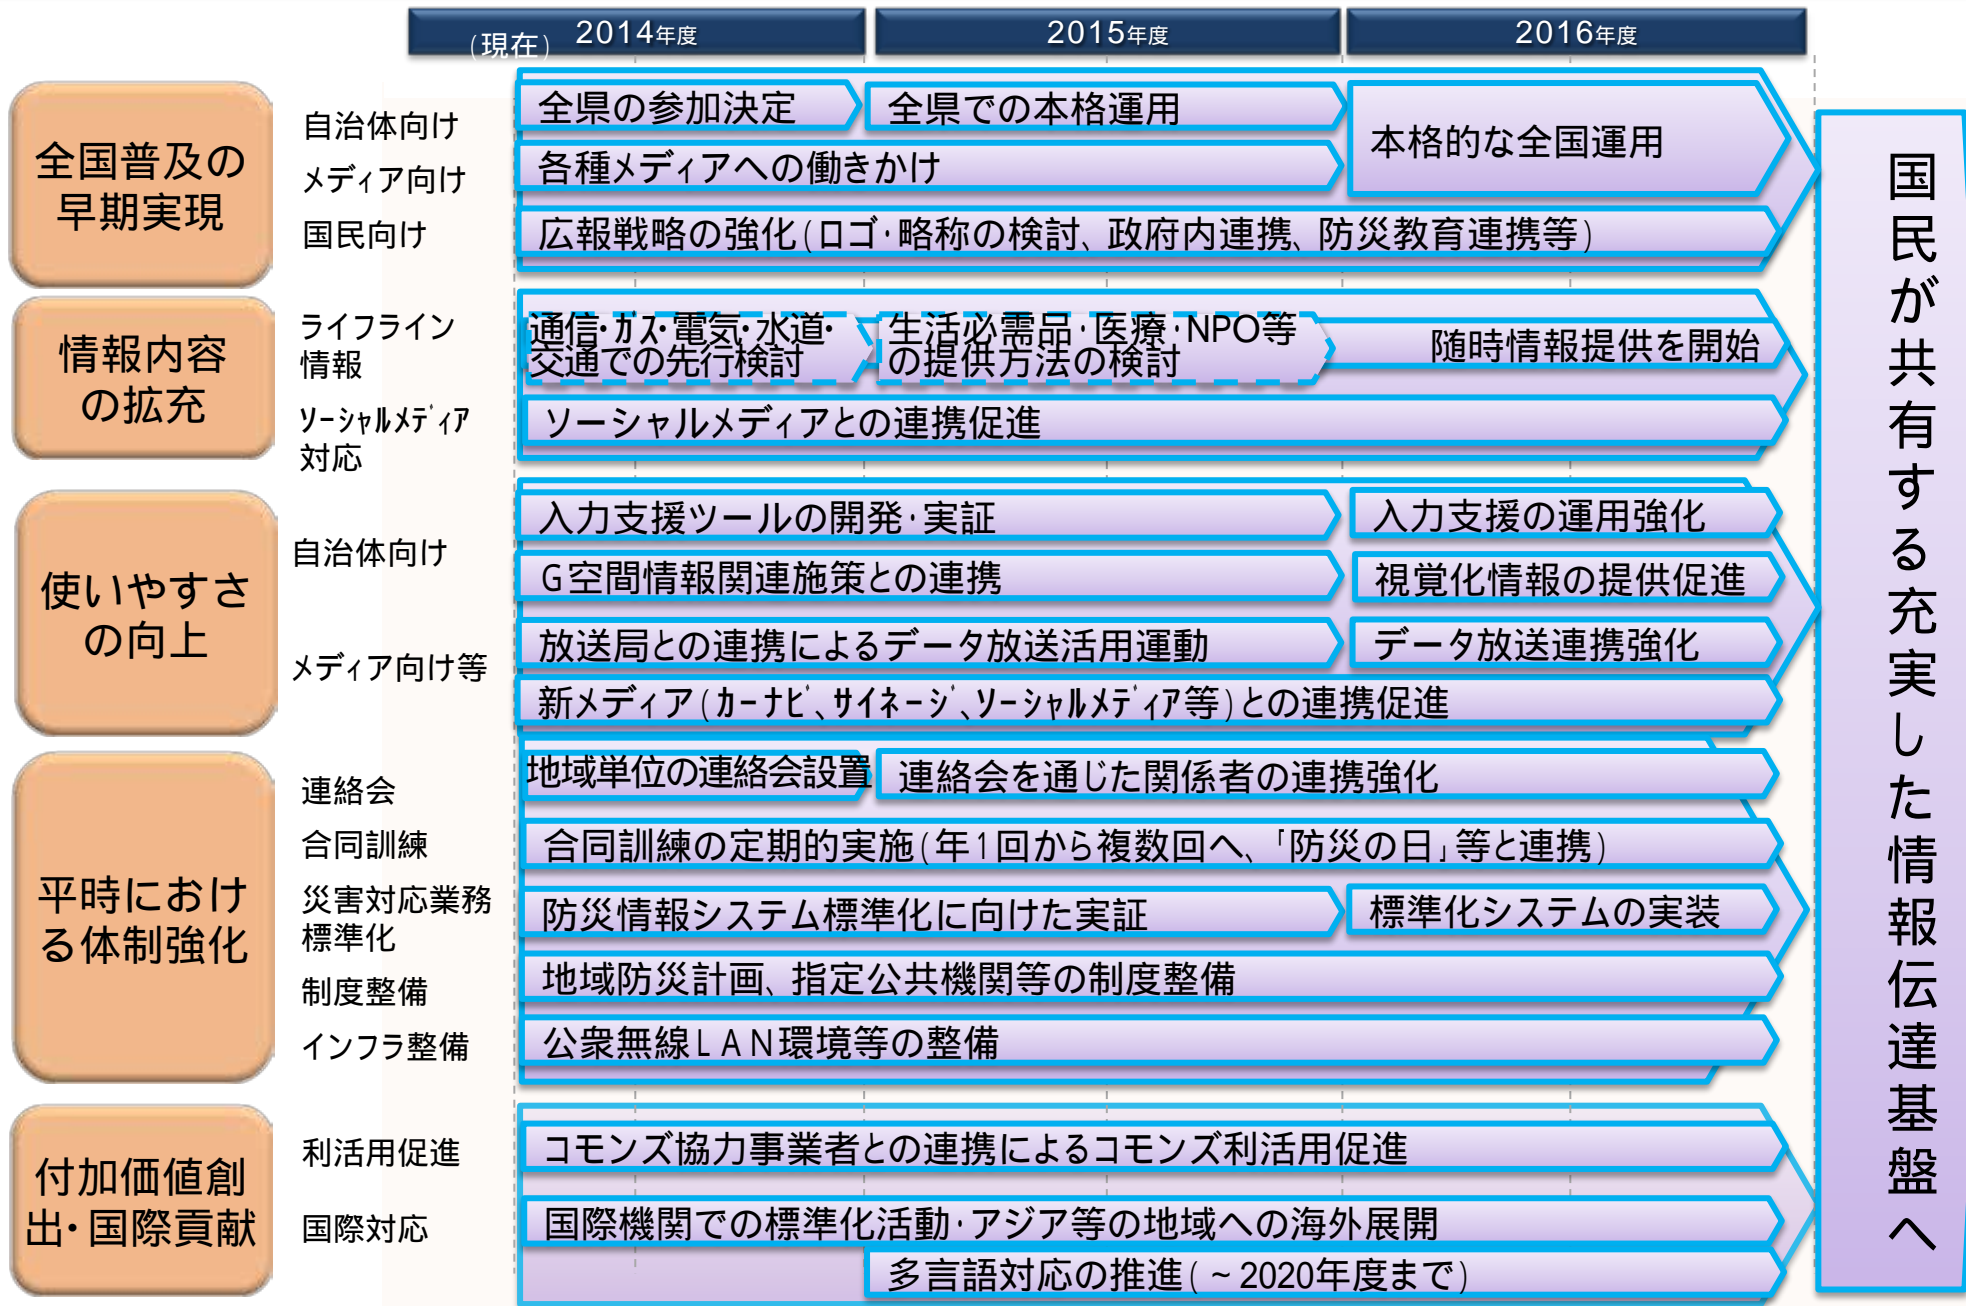 (現在) 2014年度
2015年度
2016年度
全国普及の
早期実現
自治体向け
全県の参加決定
全県での本格運用
本格的な全国運用
メディア向け
各種メディアへの働きかけ
国民向け
広報戦略の強化(ロゴ・略称の検討、政府内連携、防災教育連携等)
情報内容
の拡充
ライフライン
情報
通信・ガス・電気・水道・
交通での先行検討
生活必需品・医療・NPO等
の提供方法の検討
随時情報提供を開始
ソーシャルメディア
対応
ソーシャルメディアとの連携促進
使いやすさ
の向上
自治体向け
入力支援ツールの開発・実証
入力支援の運用強化
G空間情報関連施策との連携
視覚化情報の提供促進
メディア向け等
放送局との連携によるデータ放送活用運動
データ放送連携強化
新メディア(カーナビ、サイネージ、ソーシャルメディア等)との連携促進
平時におけ
る体制強化
連絡会
地域単位の連絡会設置
連絡会を通じた関係者の連携強化
合同訓練
合同訓練の定期的実施(年1回から複数回へ、「防災の日」等と連携)
災害対応業務
標準化
防災情報システム標準化に向けた実証
標準化システムの実装
制度整備
地域防災計画、指定公共機関等の制度整備
インフラ整備
公衆無線LAN環境等の整備
付加価値創
出・国際貢献
利活用促進
コモンズ協力事業者との連携によるコモンズ利活用促進
国際対応
国際機関での標準化活動・アジア等の地域への海外展開
多言語対応の推進(~2020年度まで)
国民が共有する充実した情報伝達基盤へ